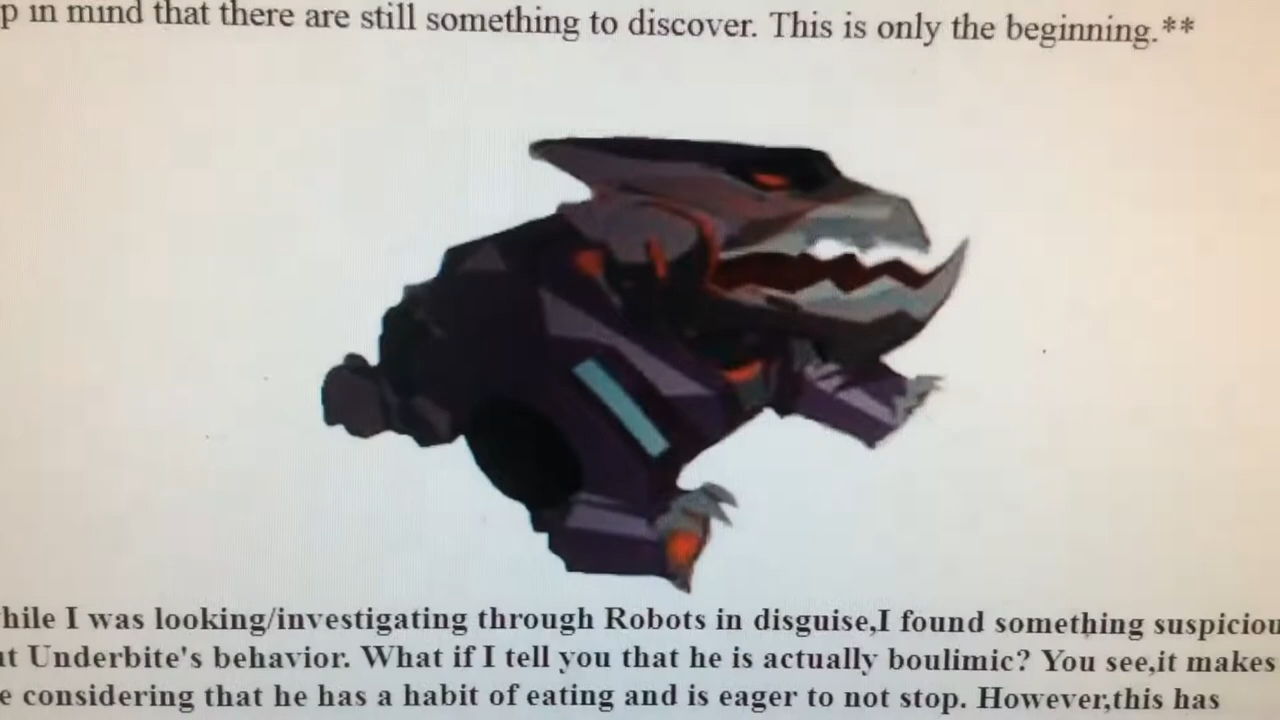 p in mind that there are still something to discover. This is only the beginning.**
hile I was looking/investigating through Robots in disguise,I found something suspiciou
ut Underbite's behavior. What if I tell you that he is actually boulimic? You see,it makes
e considering that he has a habit of eating and is eager to not stop. However,this has